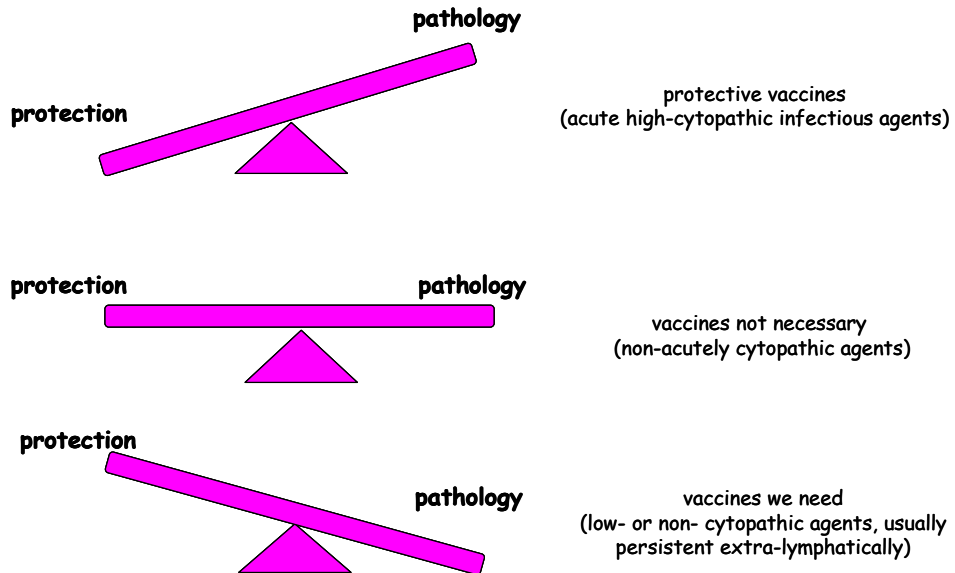 pathology
protection
protective vaccines
(acute high-cytopathic infectious agents)
protection
pathology
vaccines not necessary
(non-acutely cytopathic agents)
protection
pathology
vaccines we need
(low- or non- cytopathic agents, usually
persistent extra-lymphatically)